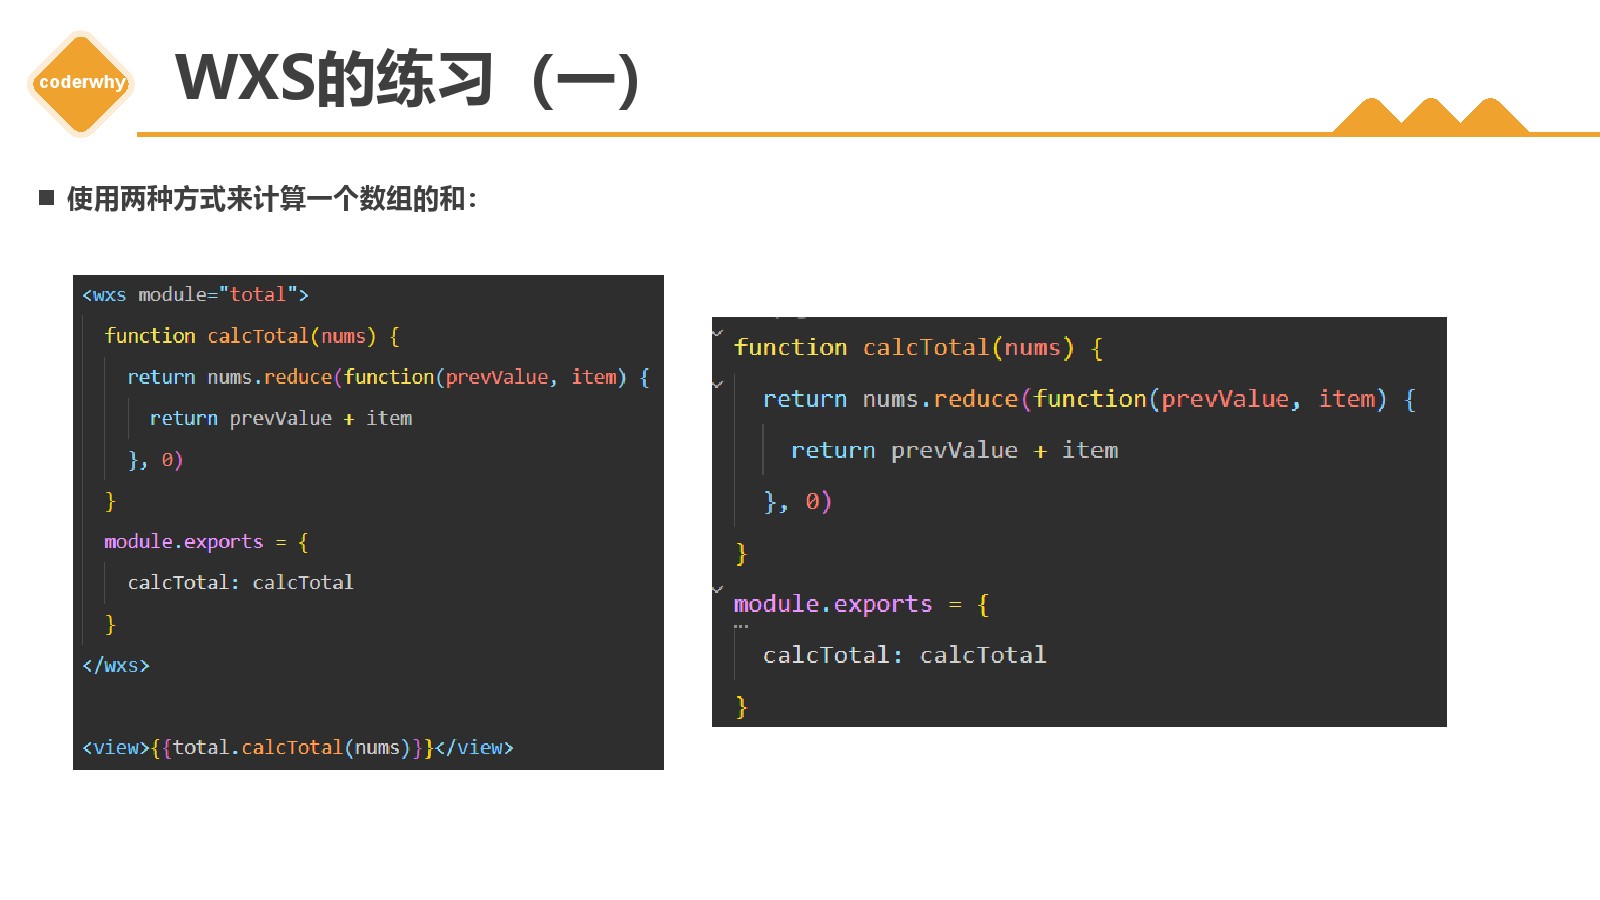 coderwhy
WXS的练习（一）
使用两种方式来计算一个数组的和：
<wxs module="total">
function calcTotal(nums) {
return nums.reduce(function(prevValue, item) {
return prevValue + item
}, 0)
}
module.exports = {
calcTotal: calcTotal
}
</wxs>
<view>{{total.calcTotal(nums)}}</view>
function calcTotal(nums) {
return nums.reduce(function(prevValue, item) {
return prevValue + item
}, 0)
}
module.exports = {
calcTotal: calcTotal
}